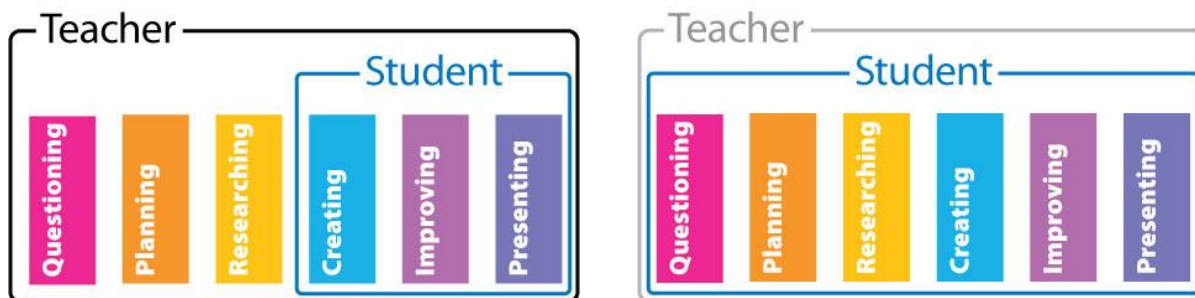 Teacher
Student
Questioning
Planning
Researching
Creating
Improving
Presenting
Teacher
Student
Questioning
Planning
Researching
Creating
Improving
Presenting